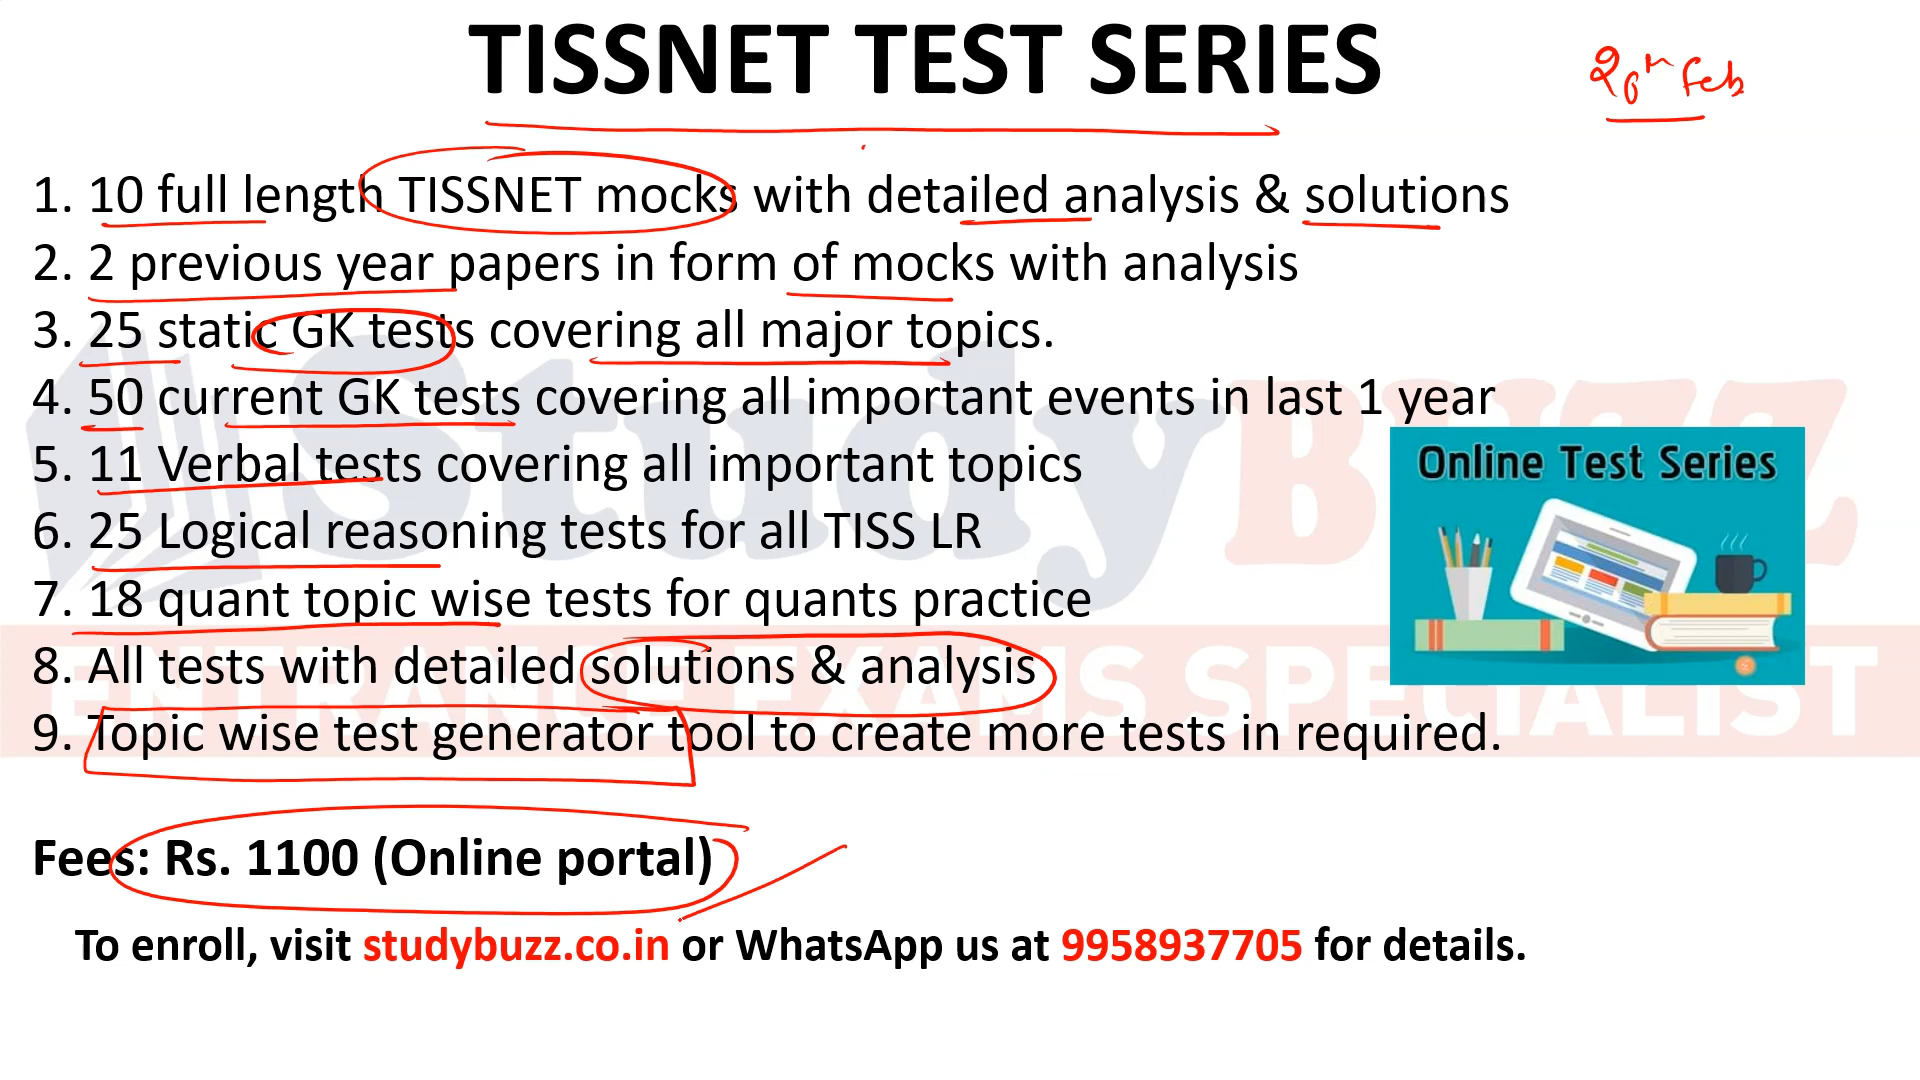 TISSNET TEST SERIES
20th Feb
1. 10 full length TISSNET mocks with detailed analysis & solutions
2. 2 previous year papers in form of mocks with analysis
3. 25 static GK tests covering all major topics.
4. 50 current GK tests covering all important events in last 1 year
5. 11 Verbal tests covering all important topics
Online Test Series
6. 25 Logical reasoning tests for all TISS LR
7. 18 quant topic wise tests for quants practice
8. All tests with detailed solutions & analysis
9. Topic wise test generator tool to create more tests in required.
StudyBUZZ
ENTRANCE EXAMS SPECIALIST
Fees: Rs. 1100 (Online portal)
To enroll, visit studybuzz.co.in or WhatsApp us at 9958937705 for details.